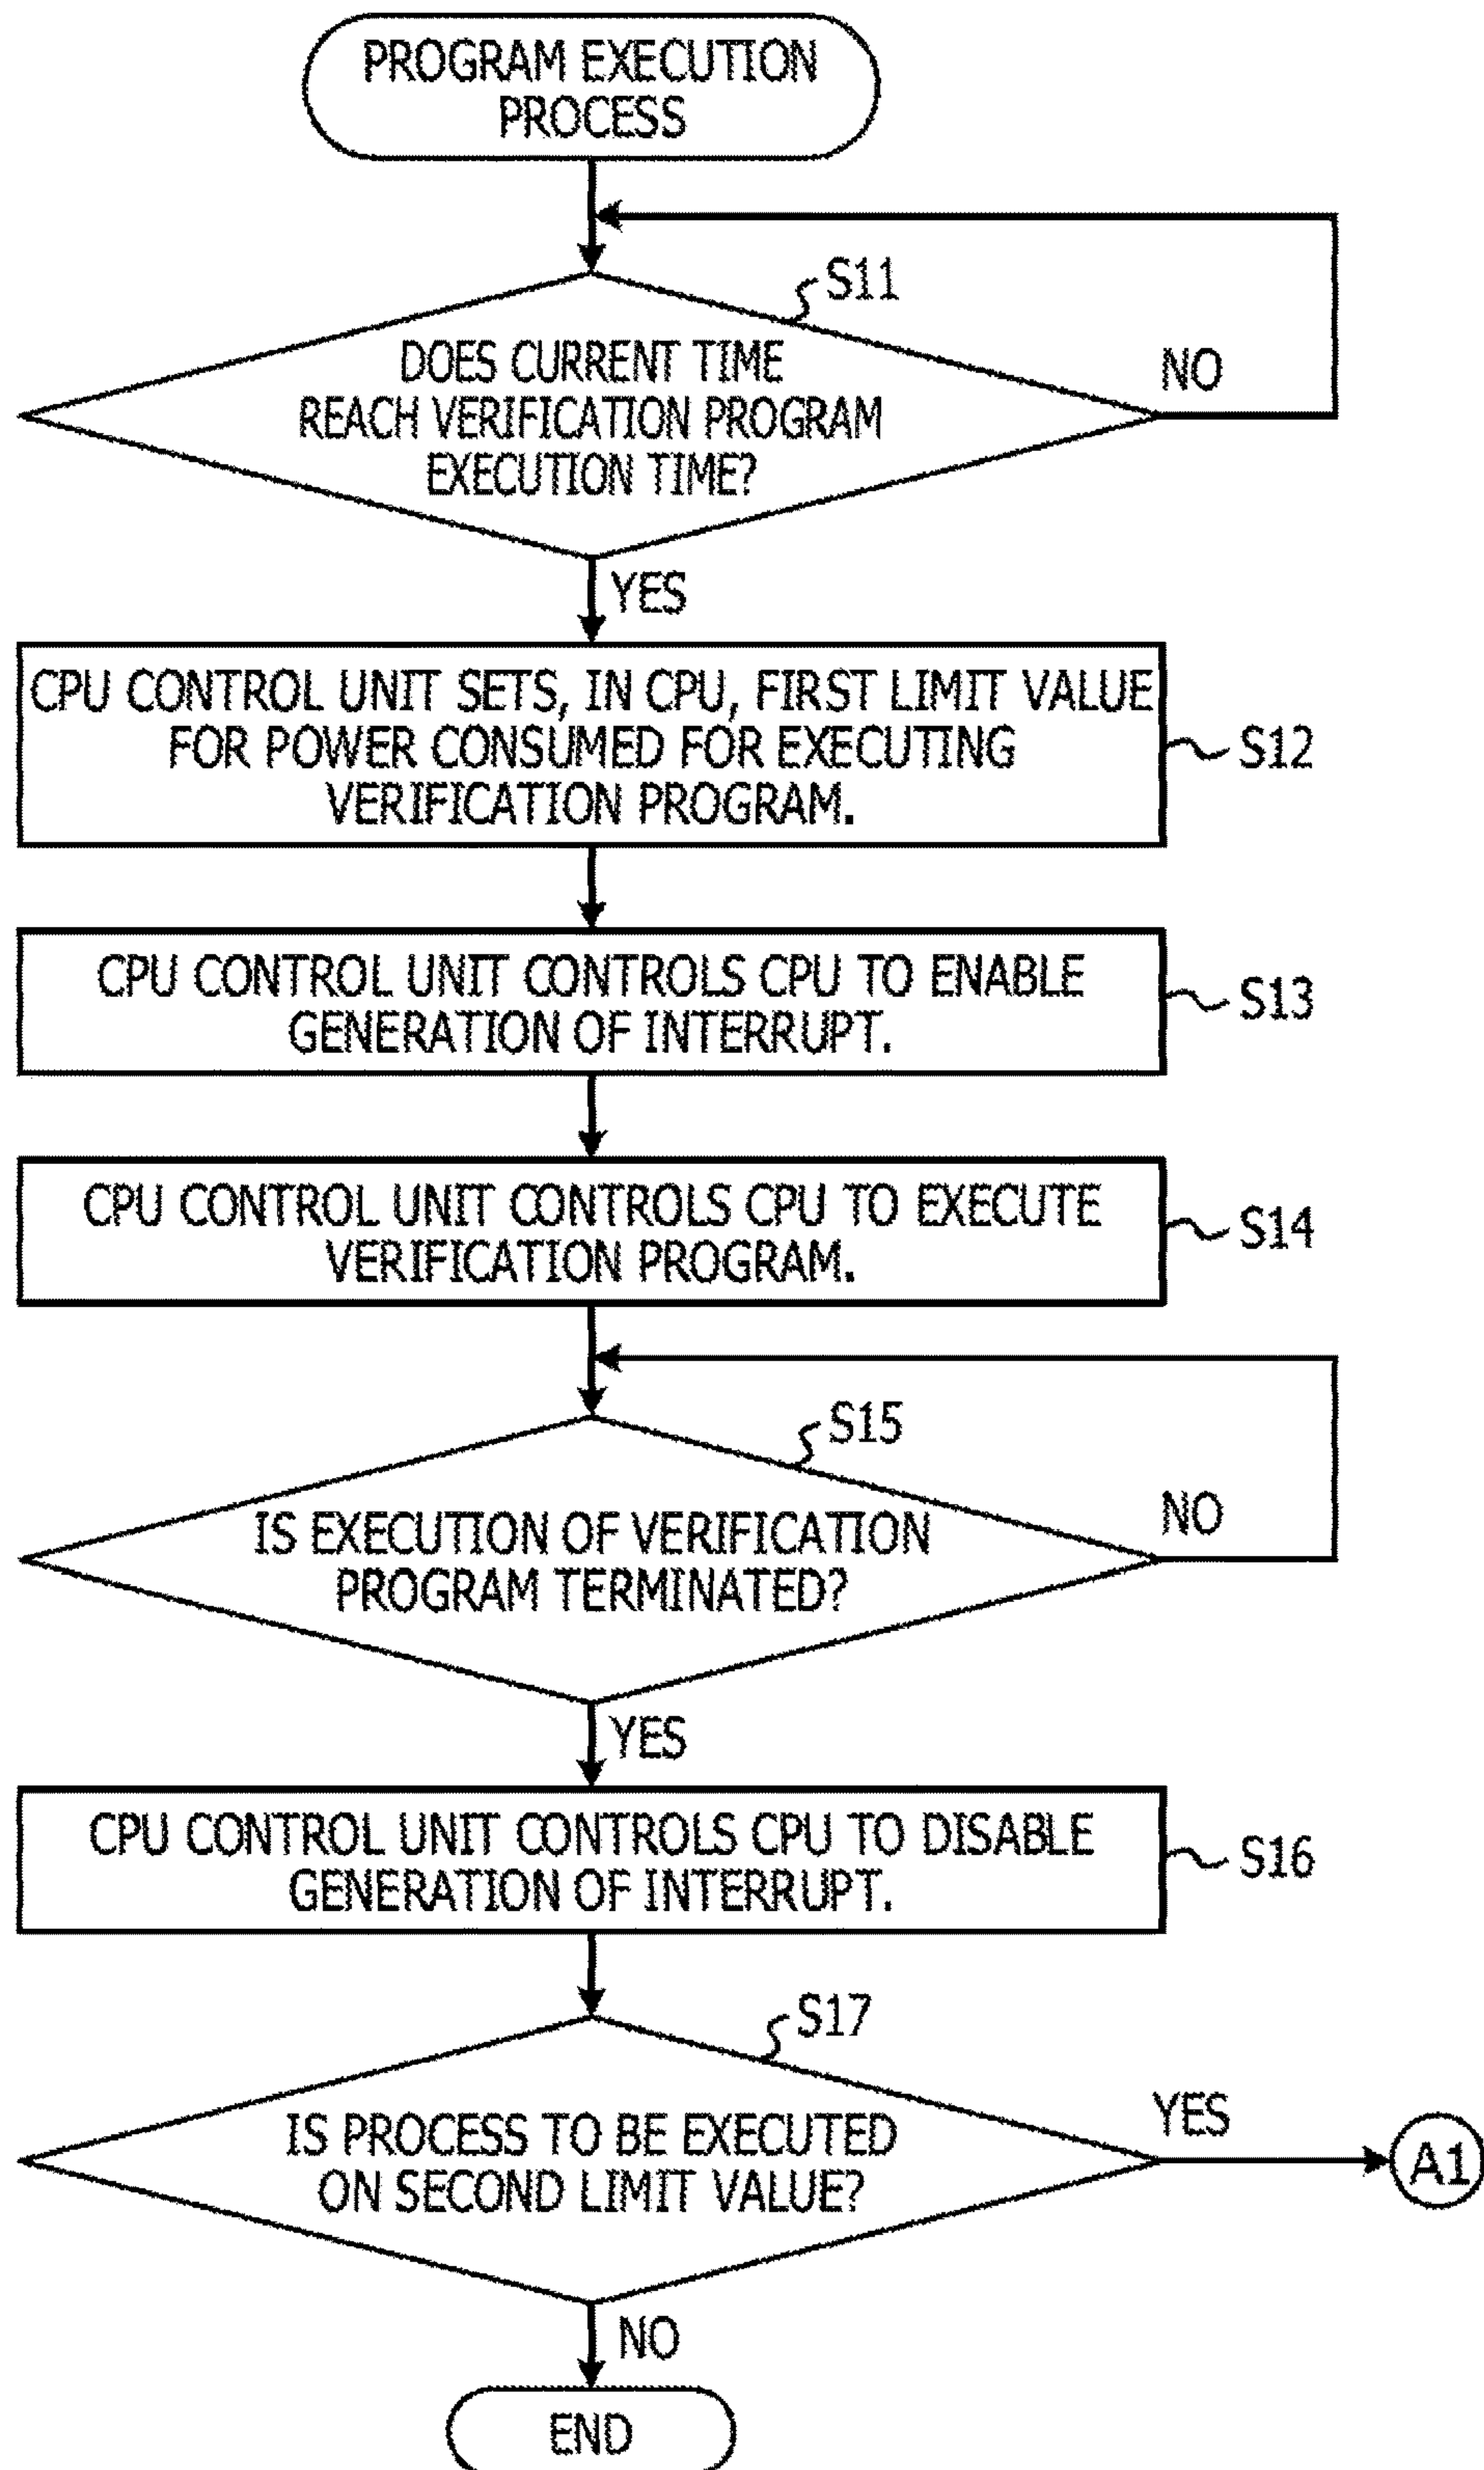 PROGRAM EXECUTION
PROCESS
S11
DOES CURRENT TIME
REACH VERIFICATION PROGRAM
EXECUTION TIME?
NO
YES
CPU CONTROL UNIT SETS, IN CPU, FIRST LIMIT VALUE
FOR POWER CONSUMED FOR EXECUTING
VERIFICATION PROGRAM.
S12
CPU CONTROL UNIT CONTROLS CPU TO ENABLE
GENERATION OF INTERRUPT.
S13
CPU CONTROL UNIT CONTROLS CPU TO EXECUTE
VERIFICATION PROGRAM.
S14
S15
IS EXECUTION OF VERIFICATION
PROGRAM TERMINATED?
NO
YES
CPU CONTROL UNIT CONTROLS CPU TO DISABLE
GENERATION OF INTERRUPT.
S16
S17
IS PROCESS TO BE EXECUTED
ON SECOND LIMIT VALUE?
YES
A1
NO
END